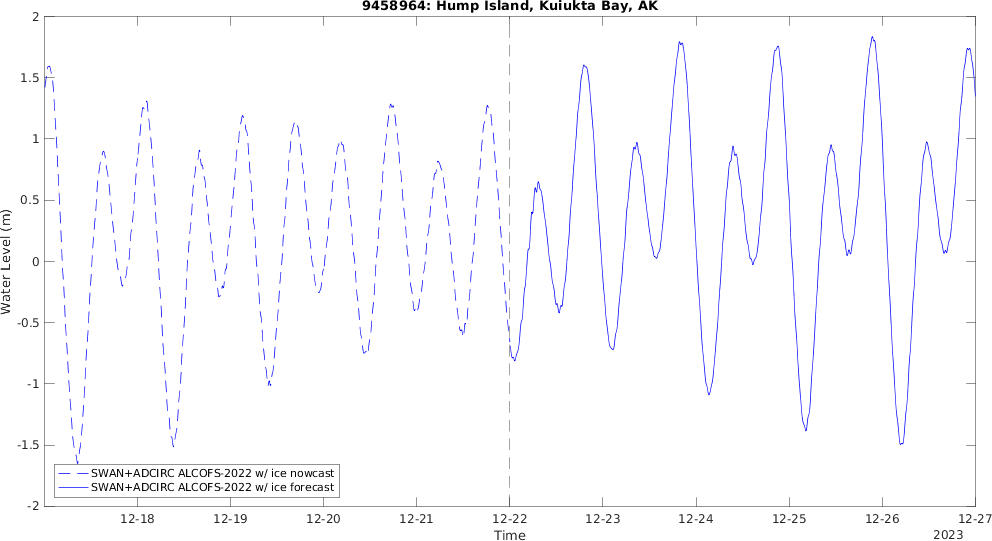 9458964: Hump Island, Kuiukta Bay, AK
2
1.5
1
0.5
0
-0.5
-1
-1.5
-2
Water Level (m)
SWAN+ADCIRC ALCOFS-2022 w/ ice nowcast
SWAN+ADCIRC ALCOFS-2022 w/ ice forecast
12-18 12-19 12-20 12-21 12-22 12-23 12-24 12-25 12-26 12-27
Time
2023